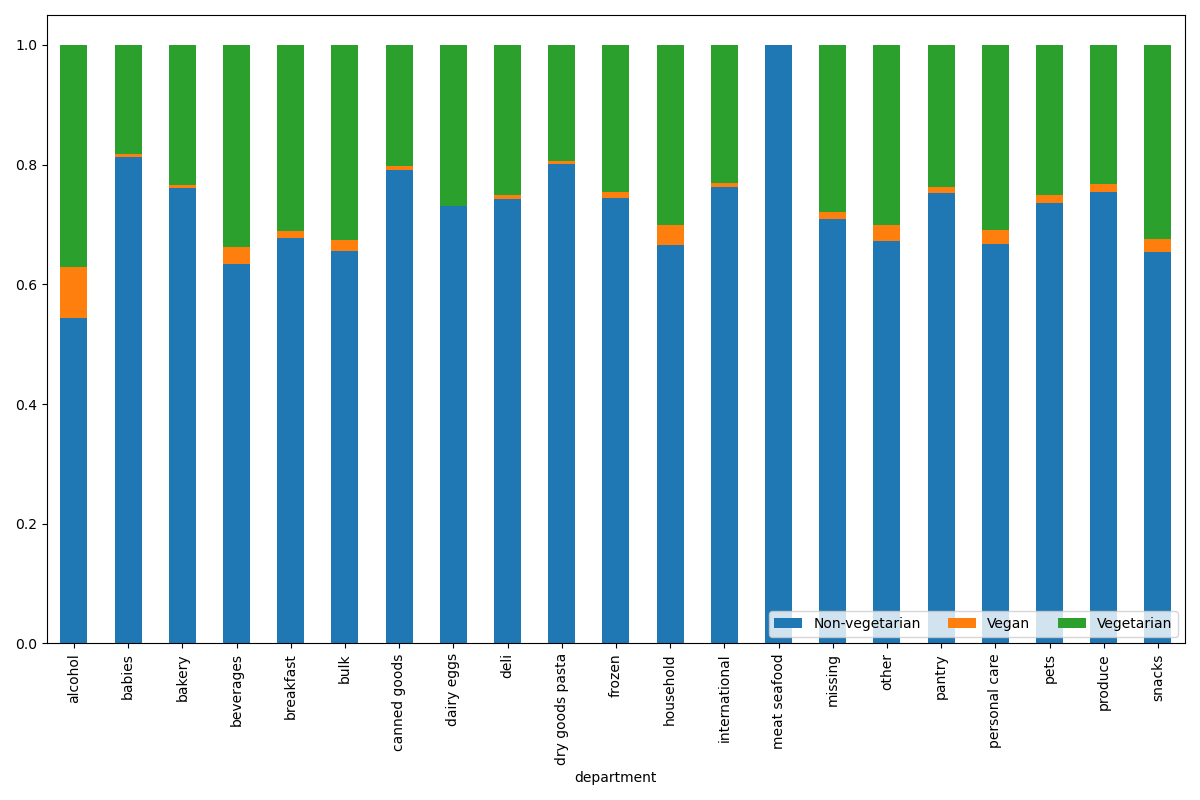 1.0
0.8
0.6
0.4
0.2
0.0
Non-vegetarian Vegan Vegetarian
alcohol
babies
bakery
beverages
breakfast
bulk
canned goods
dairy eggs
deli
dry goods pasta
frozen
household
international
meat seafood
missing
other
pantry
personal care
pets
produce
snacks
department